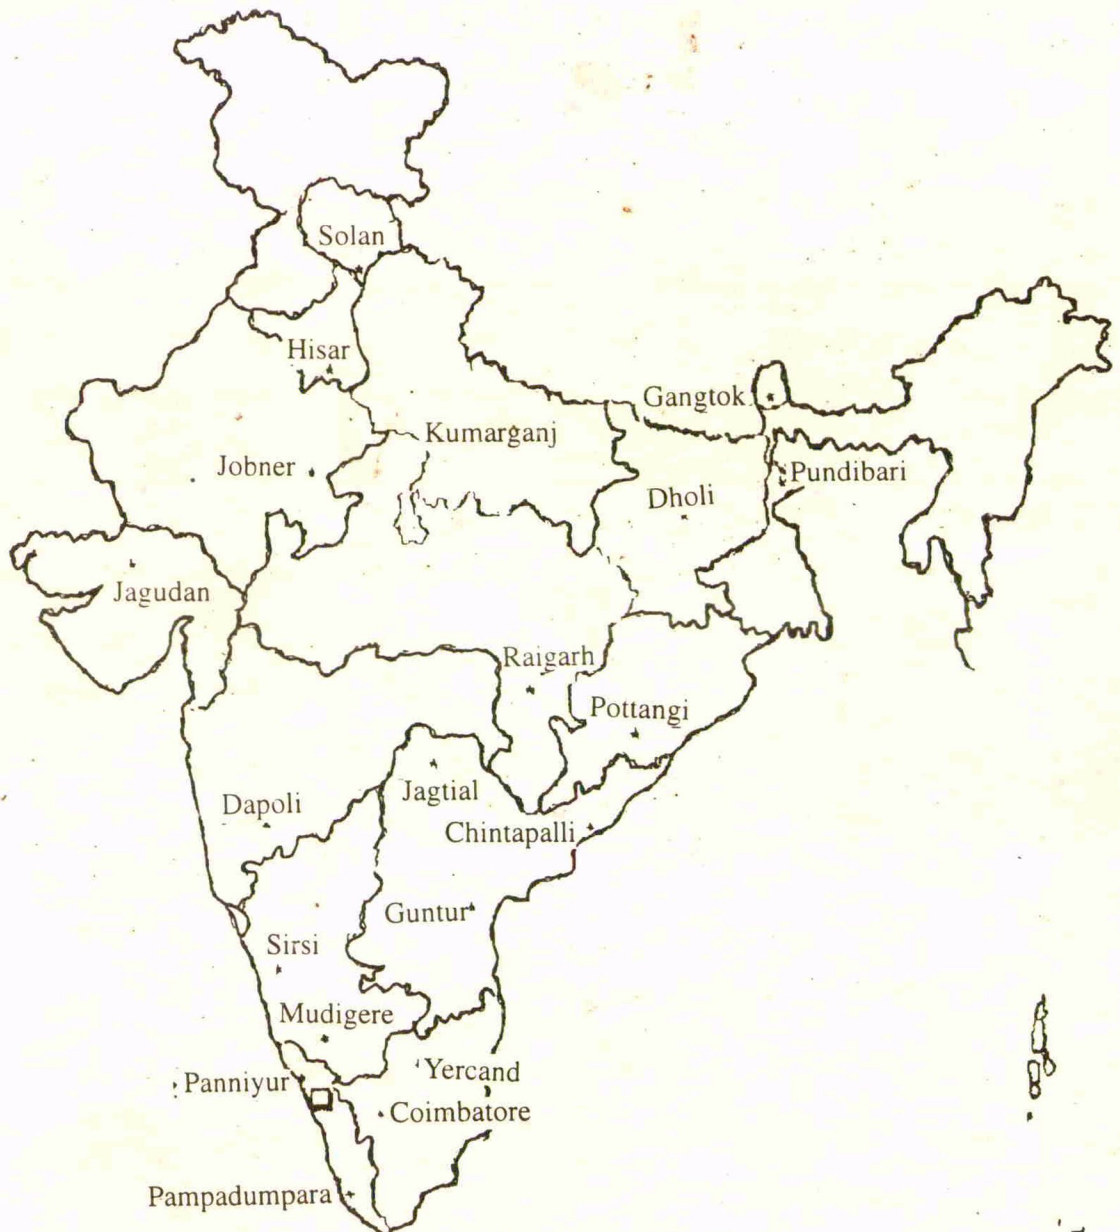 Solan
Hisar
Gangtok
Kumarganj
Jobner
Pundibari
Dholi
Jagudan
Raigarh
Pottangi
Jagtial
Dapoli
Chintapalli
Guntur
Sirsi
Mudigere
Yercand
Panniyur
Coimbatore
Pampadumpara